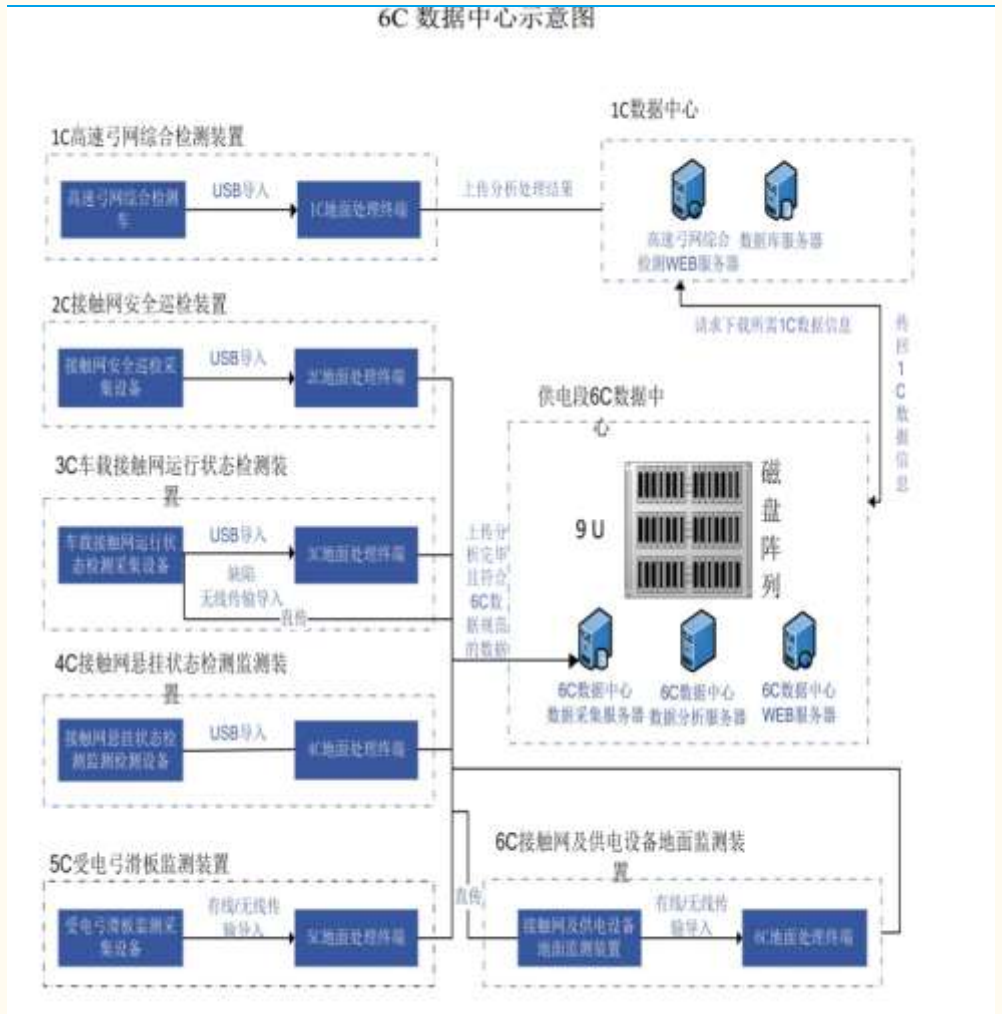 6C 数据中心示意图
1C数据中心
1C高速弓网综合检测装置
高速弓网综合检测
车
USB导入
1C地面处理终端
上传分析处理结果
高速弓网综合
检测WEB服务器
数据库服务器
请求下载所需1C数据信息
传
回
1
C
数
据
信
息
2C接触网安全巡检装置
接触网安全巡检采
集设备
USB导入
2C地面处理终端
供电段6C数据中
心
9U
磁
盘
阵
列
3C车载接触网运行状态检测装
置
车载接触网运行状
态检测采集设备
USB导入
缺陷
无线传输导入
直传
3C地面处理终端
上传分
析完毕
且符合
6C数
据规范
的数据
6C数据中心
数据采集服务器
6C数据中心
数据分析服务器
6C数据中心
WEB服务器
4C接触网悬挂状态检测监测装
置
接触网悬挂状态检
测监测检测设备
USB导入
4C地面处理终端
5C受电弓滑板监测装置
受电弓滑板监测采
集设备
有线/无线传
输导入
5C地面处理终端
直传
6C接触网及供电设备地面监测装
置
接触网及供电设备
地面监测装置
有线/无线传
输导入
6C地面处理终端